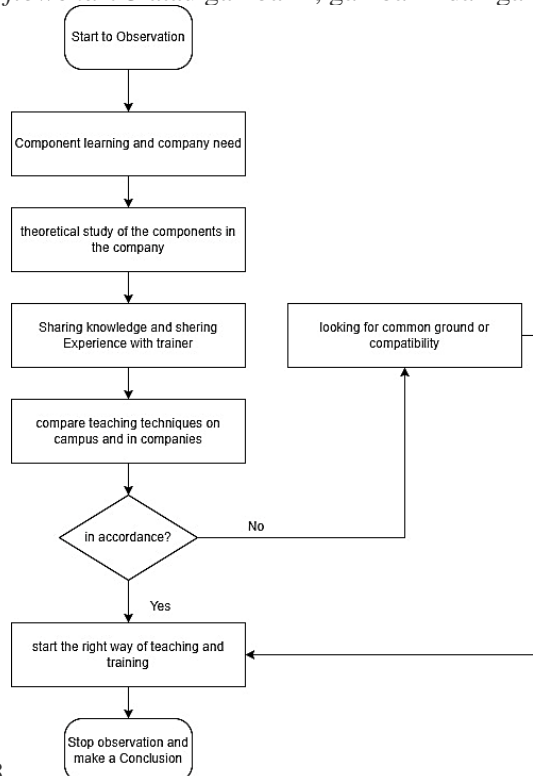 Start to Observation
Component learning and company need
theoretical study of the components in
the company
Sharing knowledge and shering
Experience with trainer
looking for common ground or
compatibility
compare teaching techniques on
campus and in companies
in accordance?
No
Yes
start the right way of teaching and
training
Stop observation and
make a Conclusion